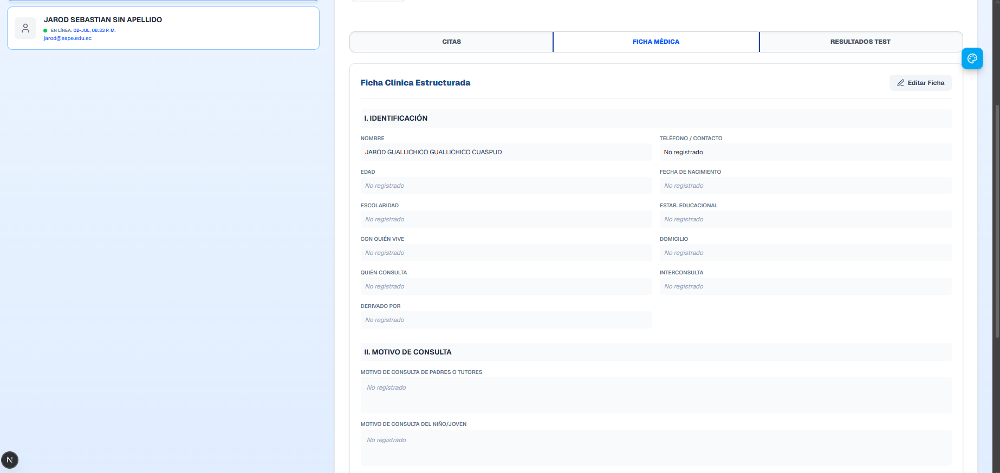 JAROD SEBASTIAN SIN APELLIDO
EN LÍNEA: 02-JUL, 08:33 P. M.
jarod@espe.edu.ec
CITAS
FICHA MÉDICA
RESULTADOS TEST
Ficha Clínica Estructurada
Editar Ficha
I. IDENTIFICACIÓN
NOMBRE
JAROD GUALLICHICO GUALLICHICO CUASPUD
TELÉFONO / CONTACTO
No registrado
EDAD
No registrado
FECHA DE NACIMIENTO
No registrado
ESCOLARIDAD
No registrado
ESTAB. EDUCACIONAL
No registrado
CON QUIÉN VIVE
No registrado
DOMICILIO
No registrado
QUIÉN CONSULTA
No registrado
INTERCONSULTA
No registrado
DERIVADO POR
No registrado
II. MOTIVO DE CONSULTA
MOTIVO DE CONSULTA DE PADRES O TUTORES
No registrado
MOTIVO DE CONSULTA DEL NIÑO/JOVEN
No registrado
N